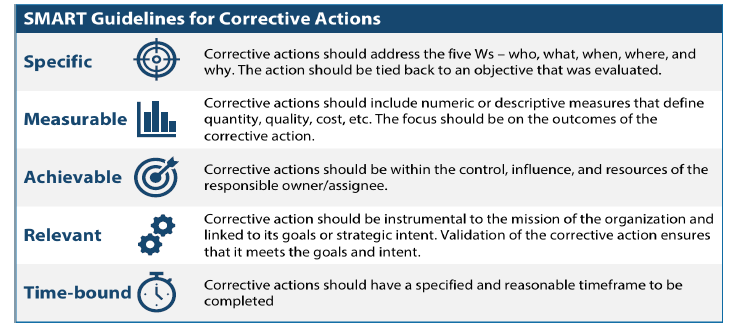 SMART Guidelines for Corrective Actions
Specific
Corrective actions should address the five Ws – who, what, when, where, and
why. The action should be tied back to an objective that was evaluated.
Measurable
Corrective actions should include numeric or descriptive measures that define
quantity, quality, cost, etc. The focus should be on the outcomes of the
corrective action.
Achievable
Corrective actions should be within the control, influence, and resources of the
responsible owner/assignee.
Relevant
Corrective action should be instrumental to the mission of the organization and
linked to its goals or strategic intent. Validation of the corrective action ensures
that it meets the goals and intent.
Time-bound
Corrective actions should have a specified and reasonable timeframe to be
completed